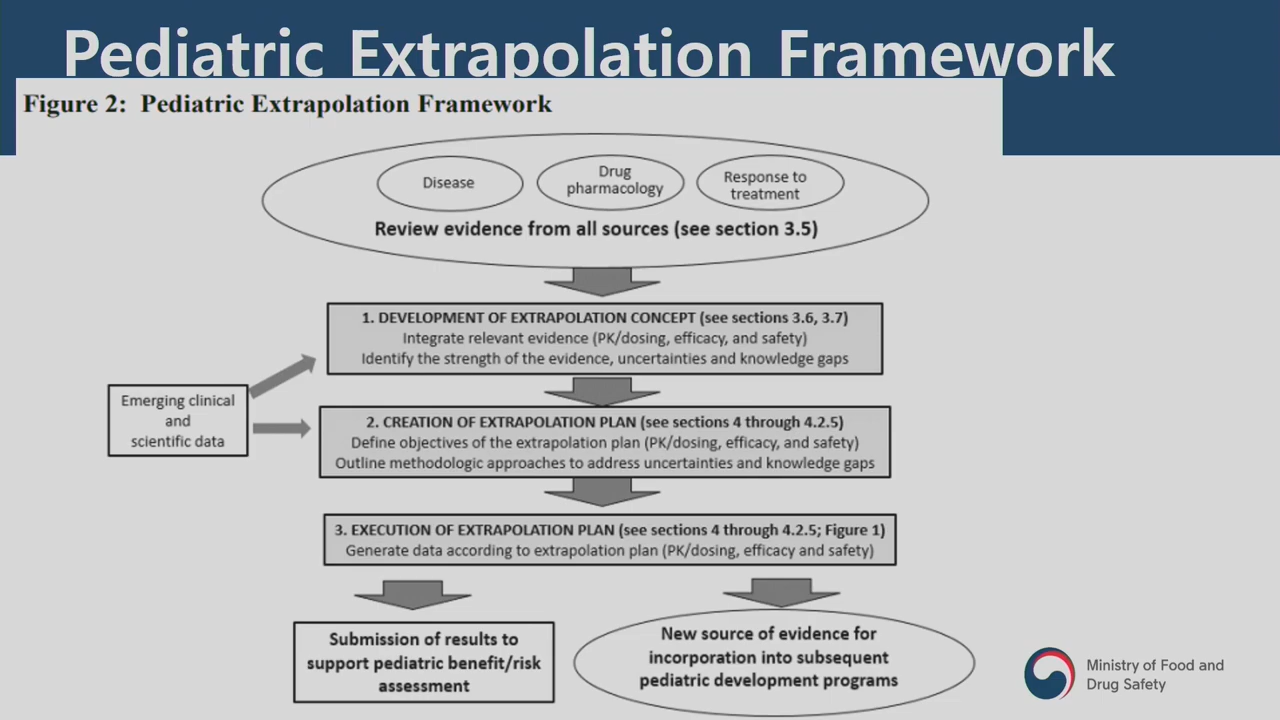 Pediatric Extrapolation Framework
Figure 2: Pediatric Extrapolation Framework
Disease
Drug
pharmacology
Response to
treatment
Review evidence from all sources (see section 3.5)
1. DEVELOPMENT OF EXTRAPOLATION CONCEPT (see sections 3.6, 3.7)
Integrate relevant evidence (PK/dosing, efficacy, and safety)
Identify the strength of the evidence, uncertainties and knowledge gaps
Emerging clinical
and
scientific data
2. CREATION OF EXTRAPOLATION PLAN (see sections 4 through 4.2.5)
Define objectives of the extrapolation plan (PK/dosing, efficacy, and safety)
Outline methodologic approaches to address uncertainties and knowledge gaps
3. EXECUTION OF EXTRAPOLATION PLAN (see sections 4 through 4.2.5; Figure 1)
Generate data according to extrapolation plan (PK/dosing, efficacy and safety)
Submission of results to
support pediatric benefit/risk
assessment
New source of evidence for
incorporation into subsequent
pediatric development programs
Ministry of Food and
Drug Safety